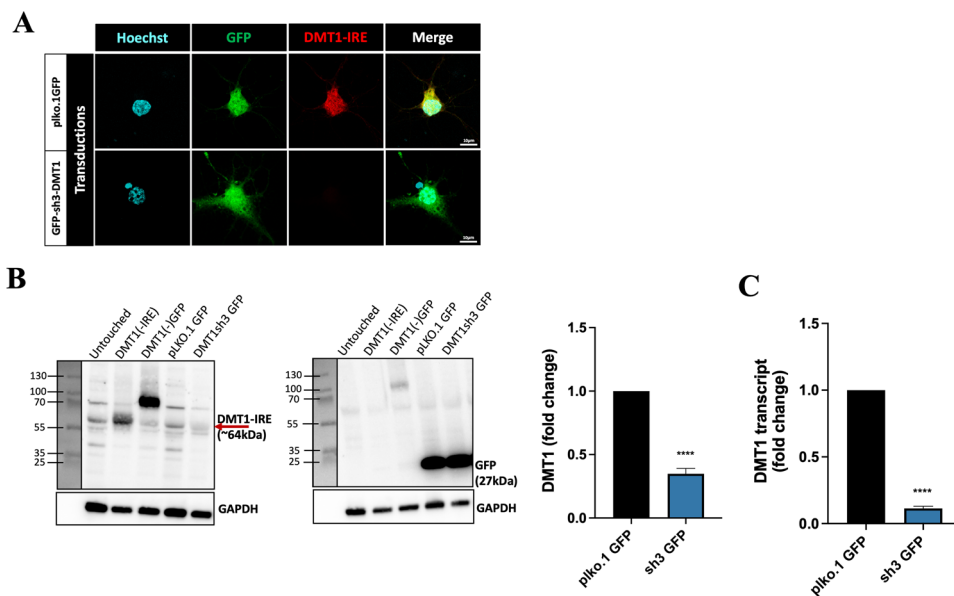 A
Hoechst GFP DMT1-IRE Merge
Transductions
plko.1GFP
10µm
GFP-sh3-DMT1
10µm
B
Untouched DMT1(-IRE) DMT1(-)GFP pLKO.1 GFP DMT1sh3 GFP
130
100
70
55
35
25
DMT1-IRE
(~64kDa)
GAPDH
Untouched DMT1(-IRE) DMT1(-)GFP pLKO.1 GFP DMT1sh3 GFP
130
100
70
55
35
25
GFP
(27kDa)
GAPDH
DMT1 (fold change)
1.5
1.0
0.5
0.0
****
plko.1 GFP sh3 GFP
C
DMT1 transcript
(fold change)
1.5
1.0
0.5
0.0
****
plko.1 GFP sh3 GFP